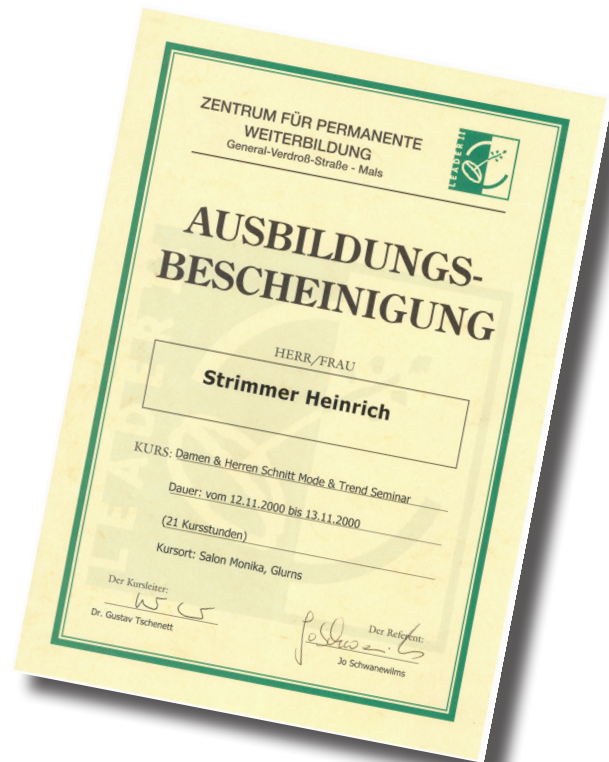 ZENTRUM FÜR PERMANENTE
WEITERBILDUNG
General-Verdroß-Straße - Mals
LEADER II
AUSBILDUNGS-
BESCHEINIGUNG
HERR/FRAU
Strimmer Heinrich
KURS: Damen & Herren Schnitt Mode & Trend Seminar
Dauer: vom 12.11.2000 bis 13.11.2000
(21 Kursstunden)
Kursort: Salon Monika, Glurns
Der Kursleiter:
Dr. Gustav Tschenett
Der Referent:
Jo Schwanewilms